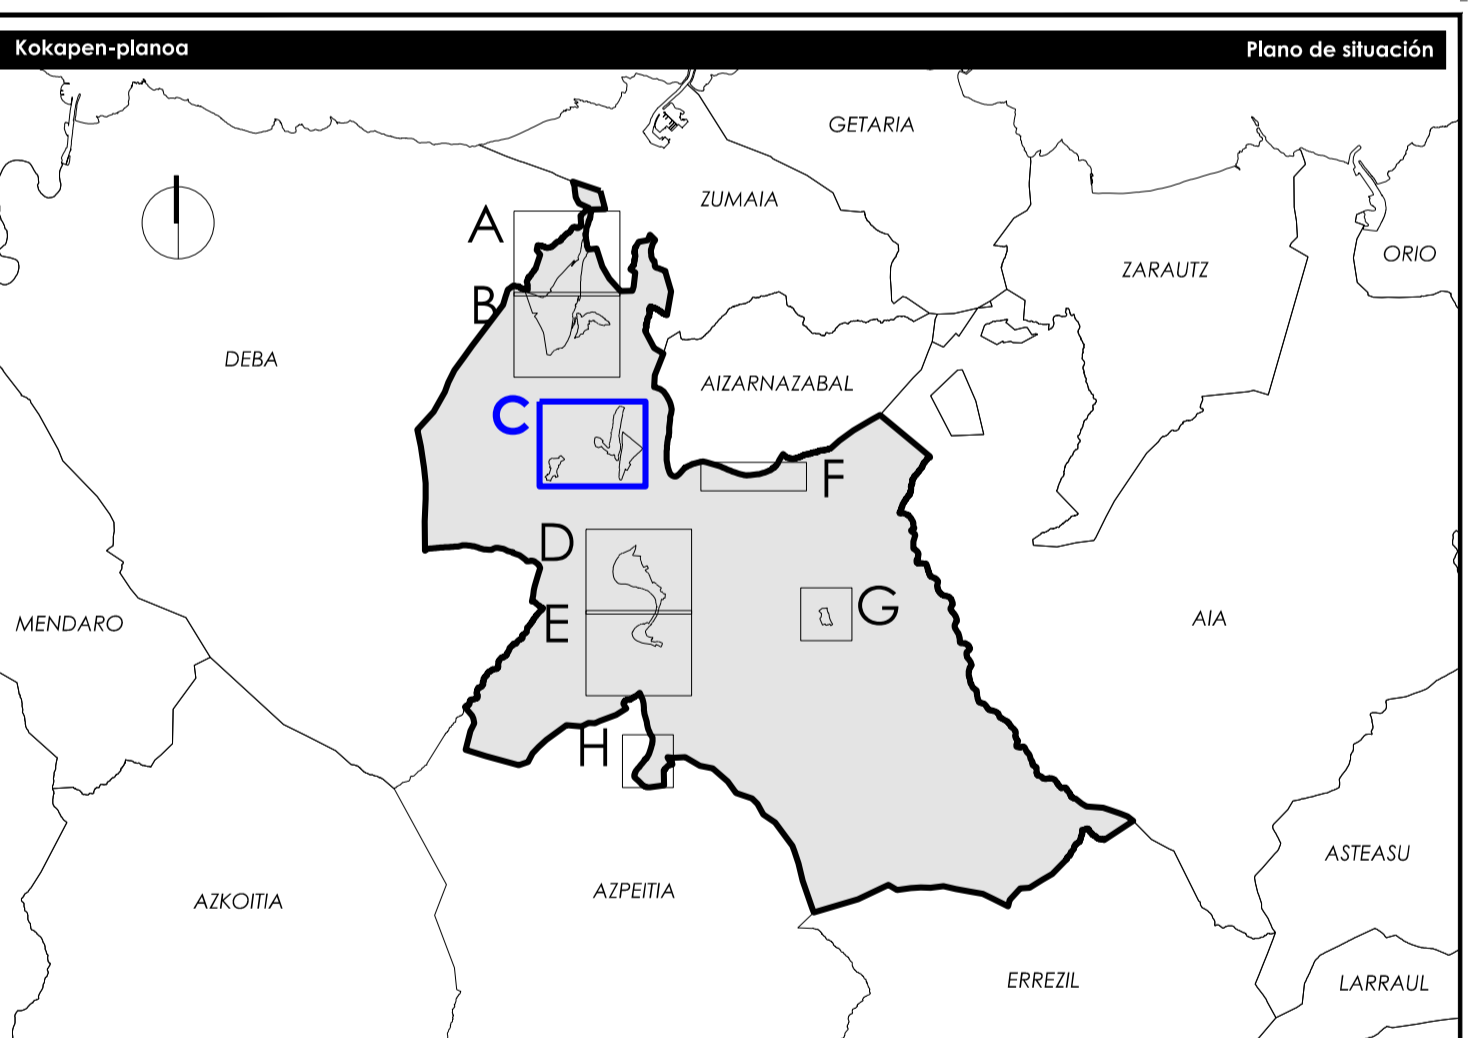 Kokapen-planoa
Plano de situación
GETARIA
ZUMAIA
A
ORIO
ZARAUTZ
B
DEBA
AIZARNAZABAL
C
F
D
G
MENDARO
E
AIA
H
ASTEASU
AZPEITIA
AZKOITIA
ERREZIL
LARRAUL